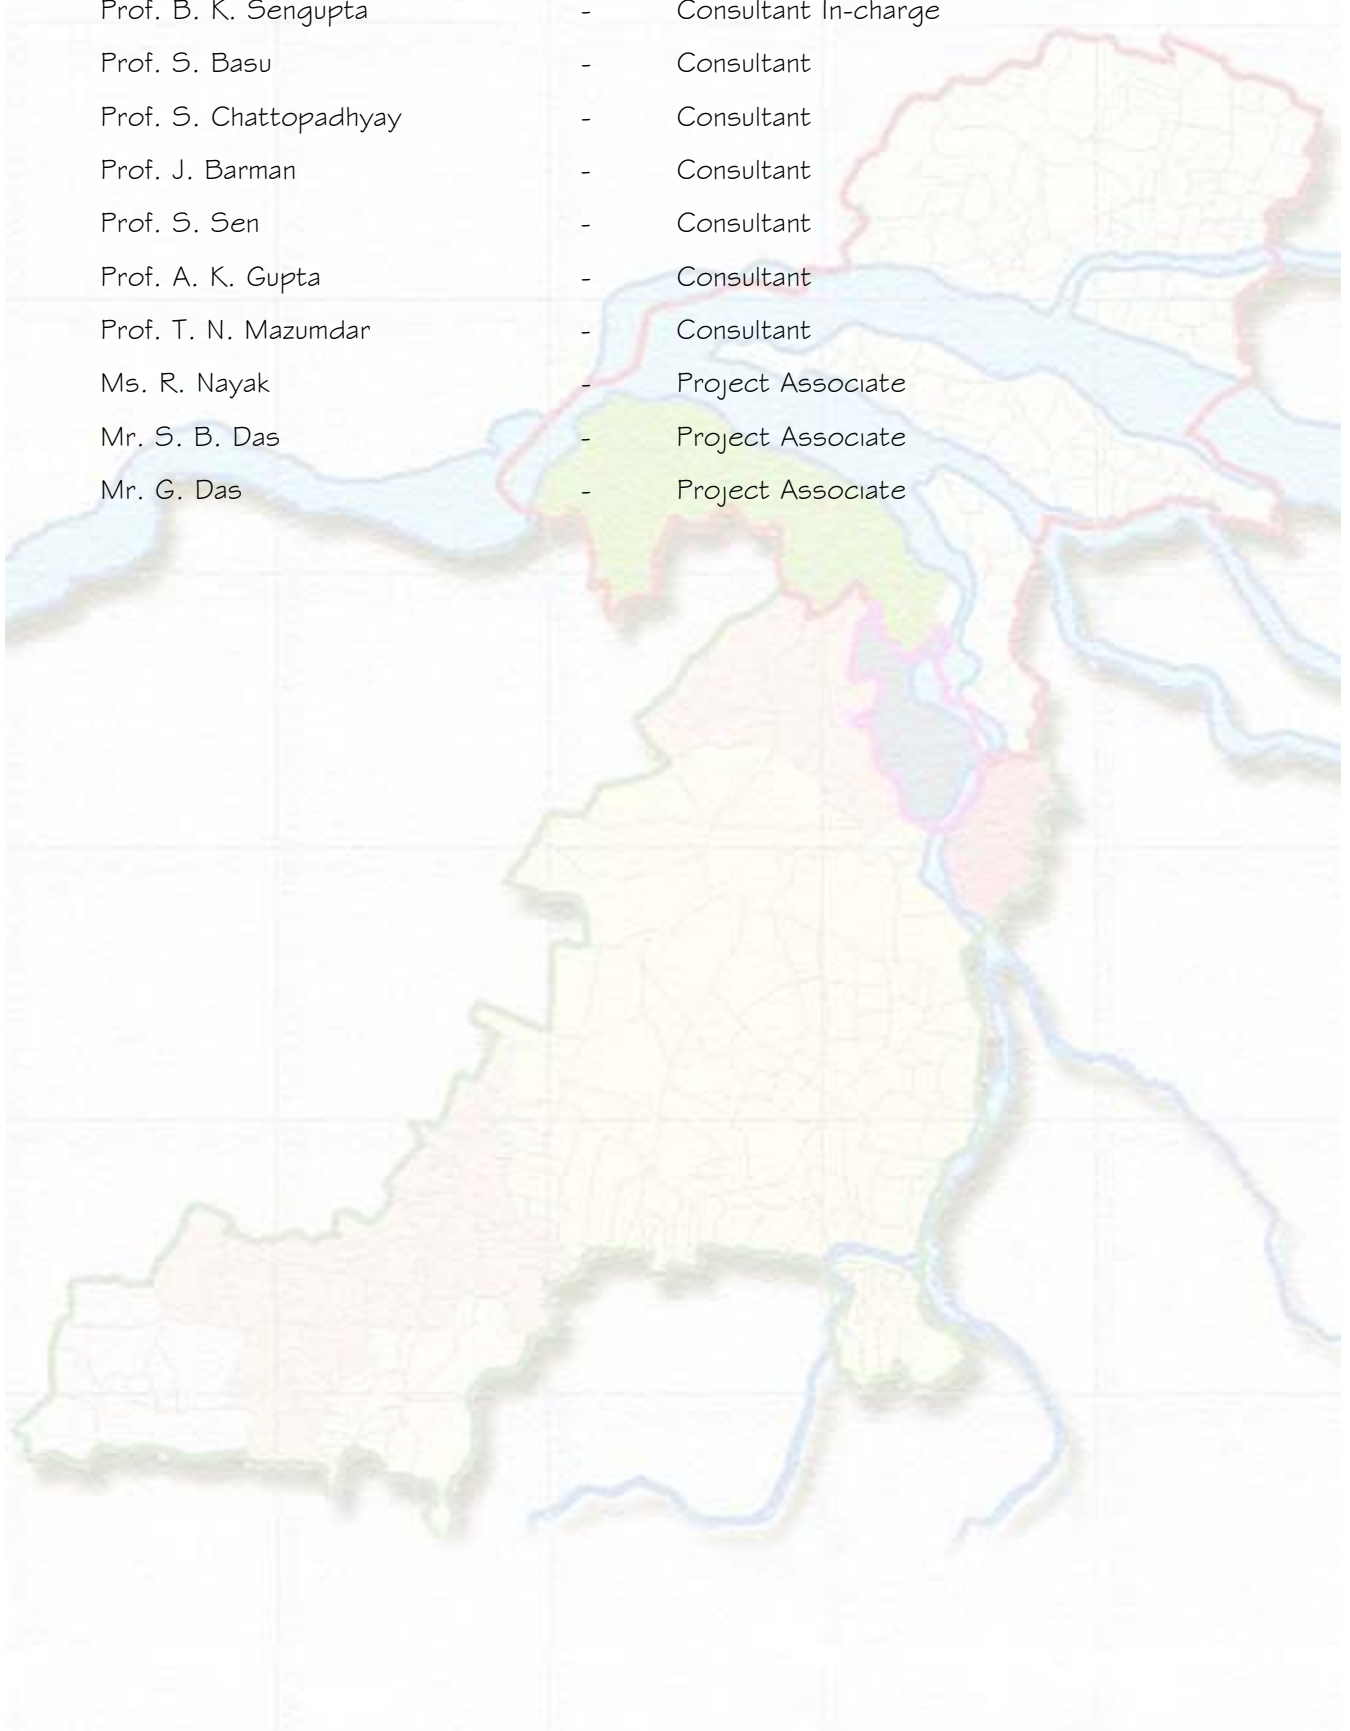 Prof. B. K. Sengupta - Consultant In-charge
Prof. S. Basu - Consultant
Prof. S. Chattopadhyay - Consultant
Prof. J. Barman - Consultant
Prof. S. Sen - Consultant
Prof. A. K. Gupta - Consultant
Prof. T. N. Mazumdar - Consultant
Ms. R. Nayak - Project Associate
Mr. S. B. Das - Project Associate
Mr. G. Das - Project Associate